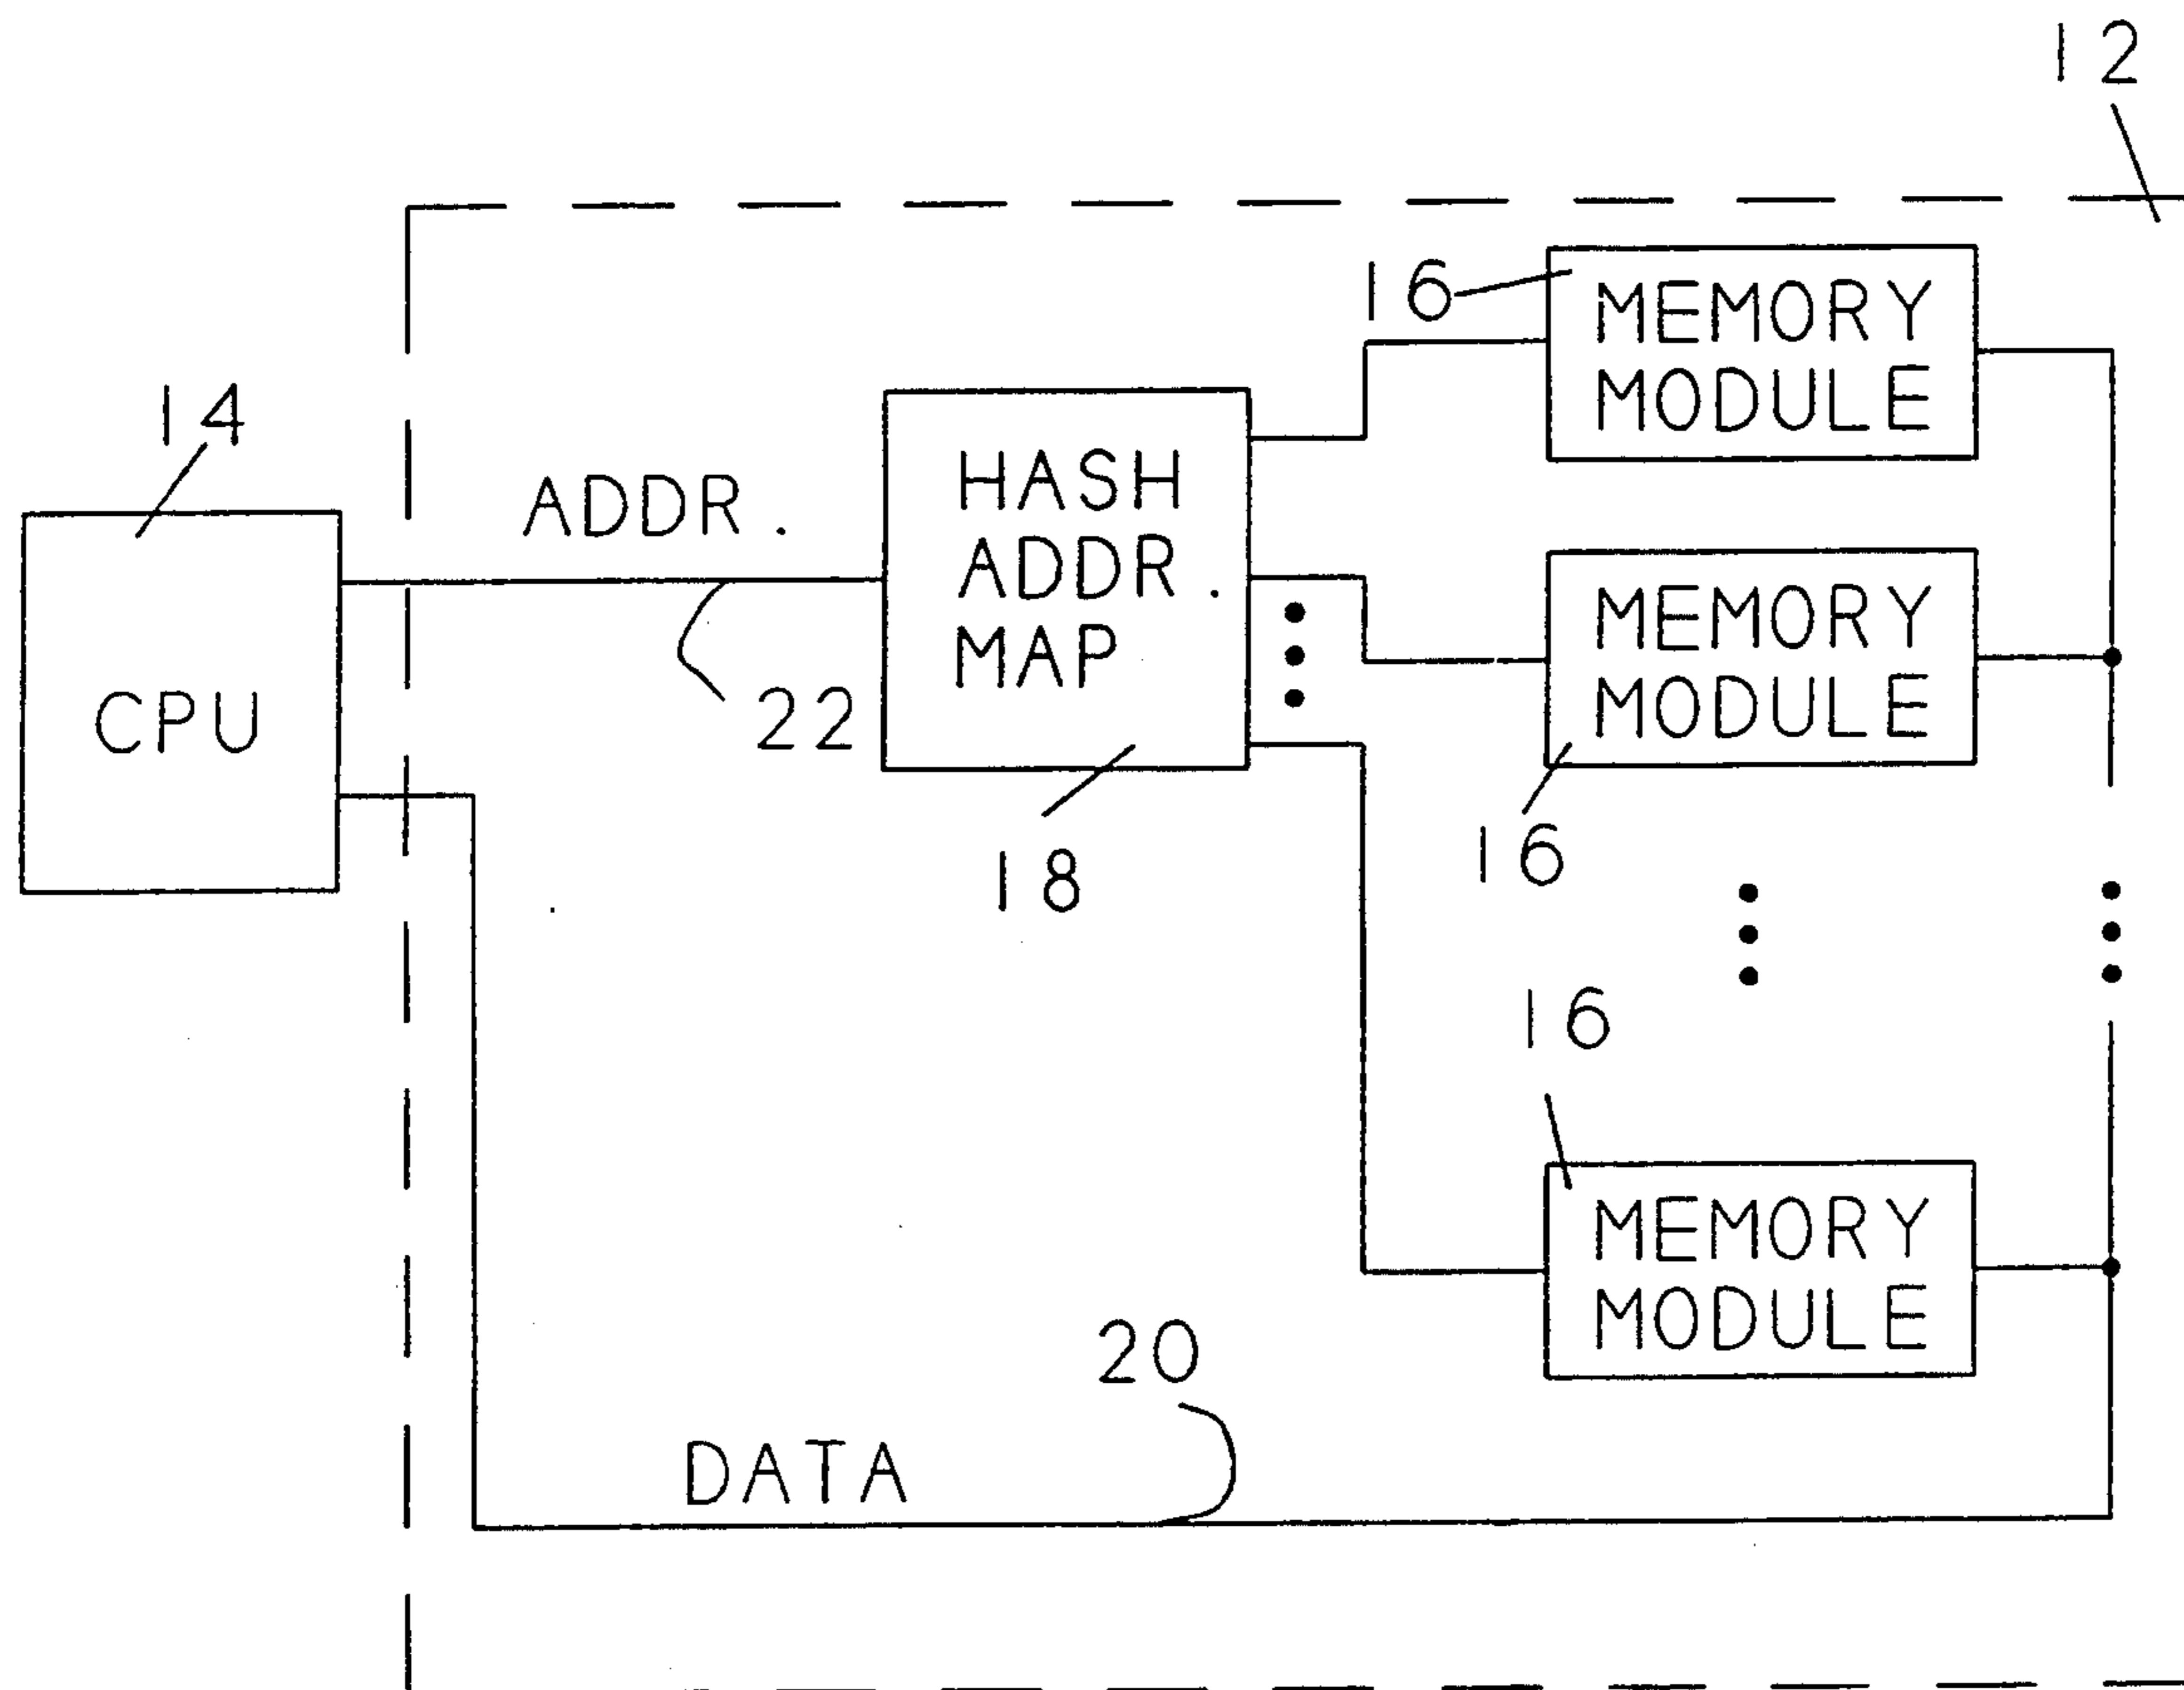 12
16
MEMORY
MODULE
14
ADDR.
HASH
ADDR.
MAP
22
CPU
18
MEMORY
MODULE
16
16
MEMORY
MODULE
20
DATA